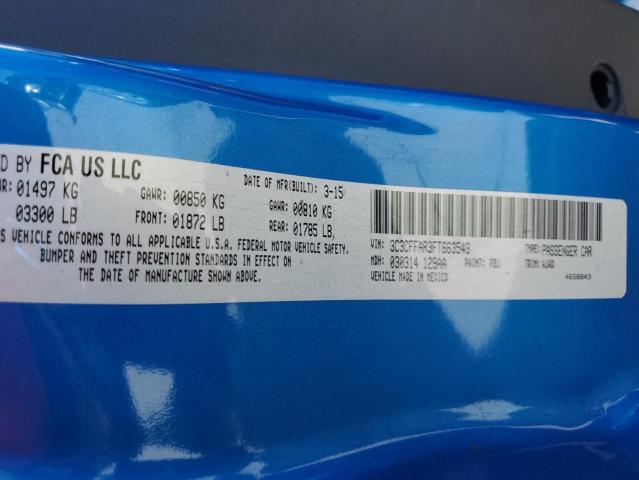 D BY FCA US LLC
DATE OF MFR(BUILT): 3-15
R: 01497 KG
GAWR: 00850 KG
GAWR: 00810 KG
03300 LB
FRONT: 01872 LB
REAR: 01785 LB,
S VEHICLE CONFORMS TO ALL APPLICABLE U.S.A. FEDERAL MOTOR VEHICLE SAFETY,
BUMPER AND THEFT PREVENTION STANDARDS IN EFFECT ON
THE DATE OF MANUFACTURE SHOWN ABOVE.
VIN: 3C3CFFAR3FT663543
TYPE: PASSENGER CAR
MDH: 030314 129AA
PAINT: PBJ
TRIM: AUXD
VEHICLE MADE IN MEXICO
4658843